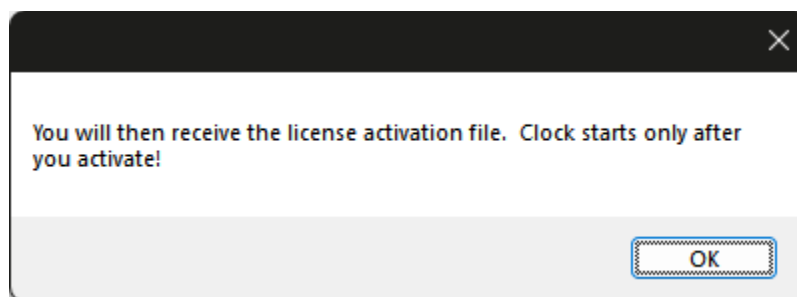 You will then receive the license activation file.  Clock starts only after
you activate!
OK